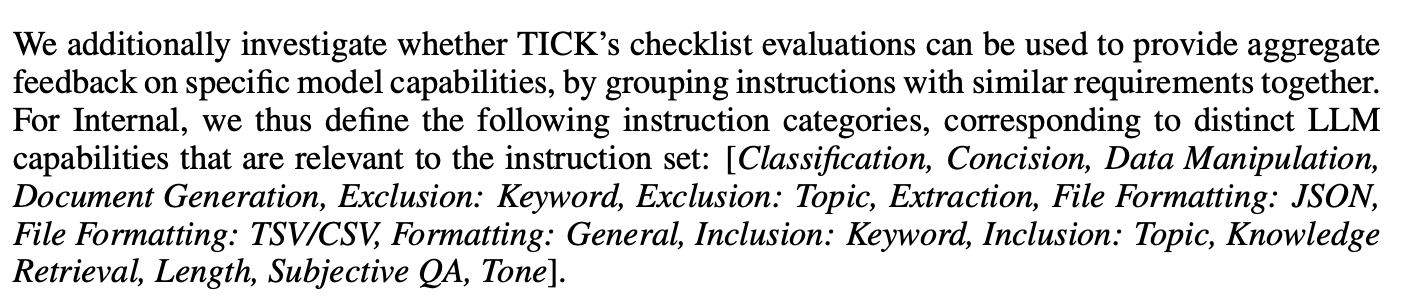 We additionally investigate whether TICK’s checklist evaluations can be used to provide aggregate
feedback on specific model capabilities, by grouping instructions with similar requirements together.
For Internal, we thus define the following instruction categories, corresponding to distinct LLM
capabilities that are relevant to the instruction set: [Classification, Concision, Data Manipulation,
Document Generation, Exclusion: Keyword, Exclusion: Topic, Extraction, File Formatting: JSON,
File Formatting: TSV/CSV, Formatting: General, Inclusion: Keyword, Inclusion: Topic, Knowledge
Retrieval, Length, Subjective QA, Tone].